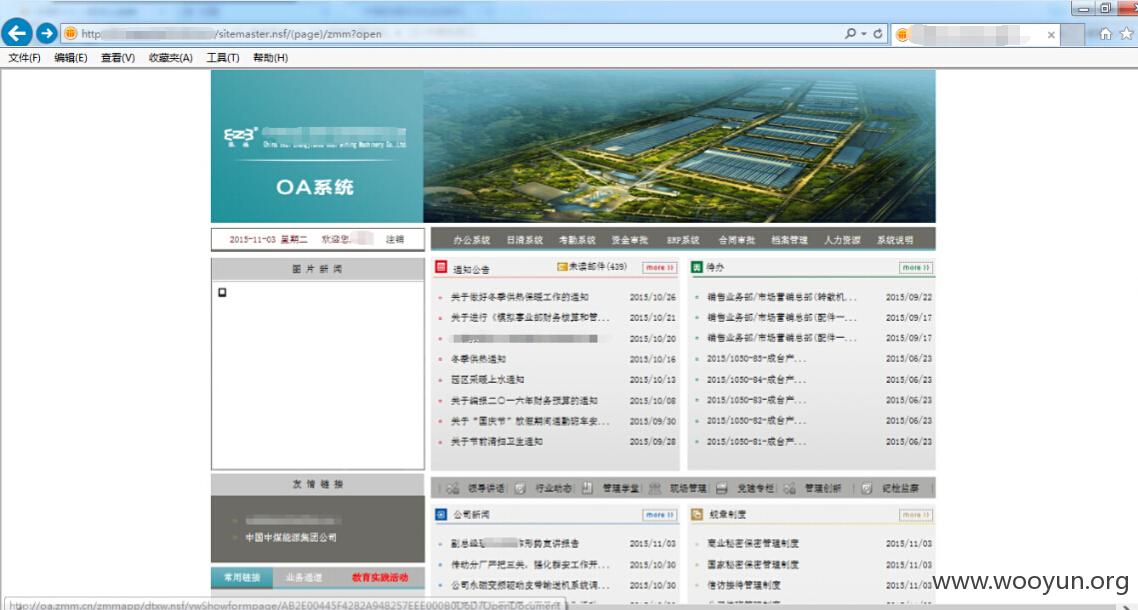 http /sitemaster.nsf/(page)/zmm?open
文件(F) 编辑(E) 查看(V) 收藏夹(A) 工具(T) 帮助(H)
OA系统
2015-11-03 星期二 欢迎您, 注销
办公系统 日清系统 考勤系统 资金审批 ERP系统 合同审批 档案管理 人力资源 系统说明
图片新闻
通知公告 未读邮件(439) more
关于做好冬季供热保暖工作的通知 2015/10/26
关于进行《模拟事业部财务核算和管... 2015/10/21
2015/10/20
冬季供热通知 2015/10/16
西区采暖上水通知 2015/10/13
关于编报二〇一六年财务预算的通知 2015/10/08
关于“国庆节”放假期间通勤班车安... 2015/09/30
关于节前清扫卫生通知 2015/09/28
待办 more
销售业务部/市场营销总部(转载机... 2015/09/22
销售业务部/市场营销总部(配件一... 2015/09/17
销售业务部/市场营销总部(配件一... 2015/09/17
2015/1050-85-成台产... 2015/06/23
2015/1050-84-成台产... 2015/06/23
2015/1050-83-成台产... 2015/06/23
2015/1050-82-成台产... 2015/06/23
2015/1050-81-成台产... 2015/06/23
友情链接
中国中煤能源集团公司
常用链接 业务通道 教育实践活动
领导讲话 行业动态 管理学堂 现场管理 党建专栏 管理创新 纪检监察
公司新闻 more
副总经理 作形势宣讲报告 2015/11/03
传动分厂严把三关，强化群安工作开... 2015/10/30
公司永磁变频驱动皮带输送机系统调... 2015/10/30
规章制度 more
商业秘密保密管理制度 2015/11/03
国家秘密保密管理制度 2015/11/03
信访接待管理制度 2015/11/03
www.wooyun.org
http://oa.zmm.cn/zmmapp/dtxw.nsf/vwShowformpage/AB2E00445F4282A948257EEE000B0D6D?OpenDocument